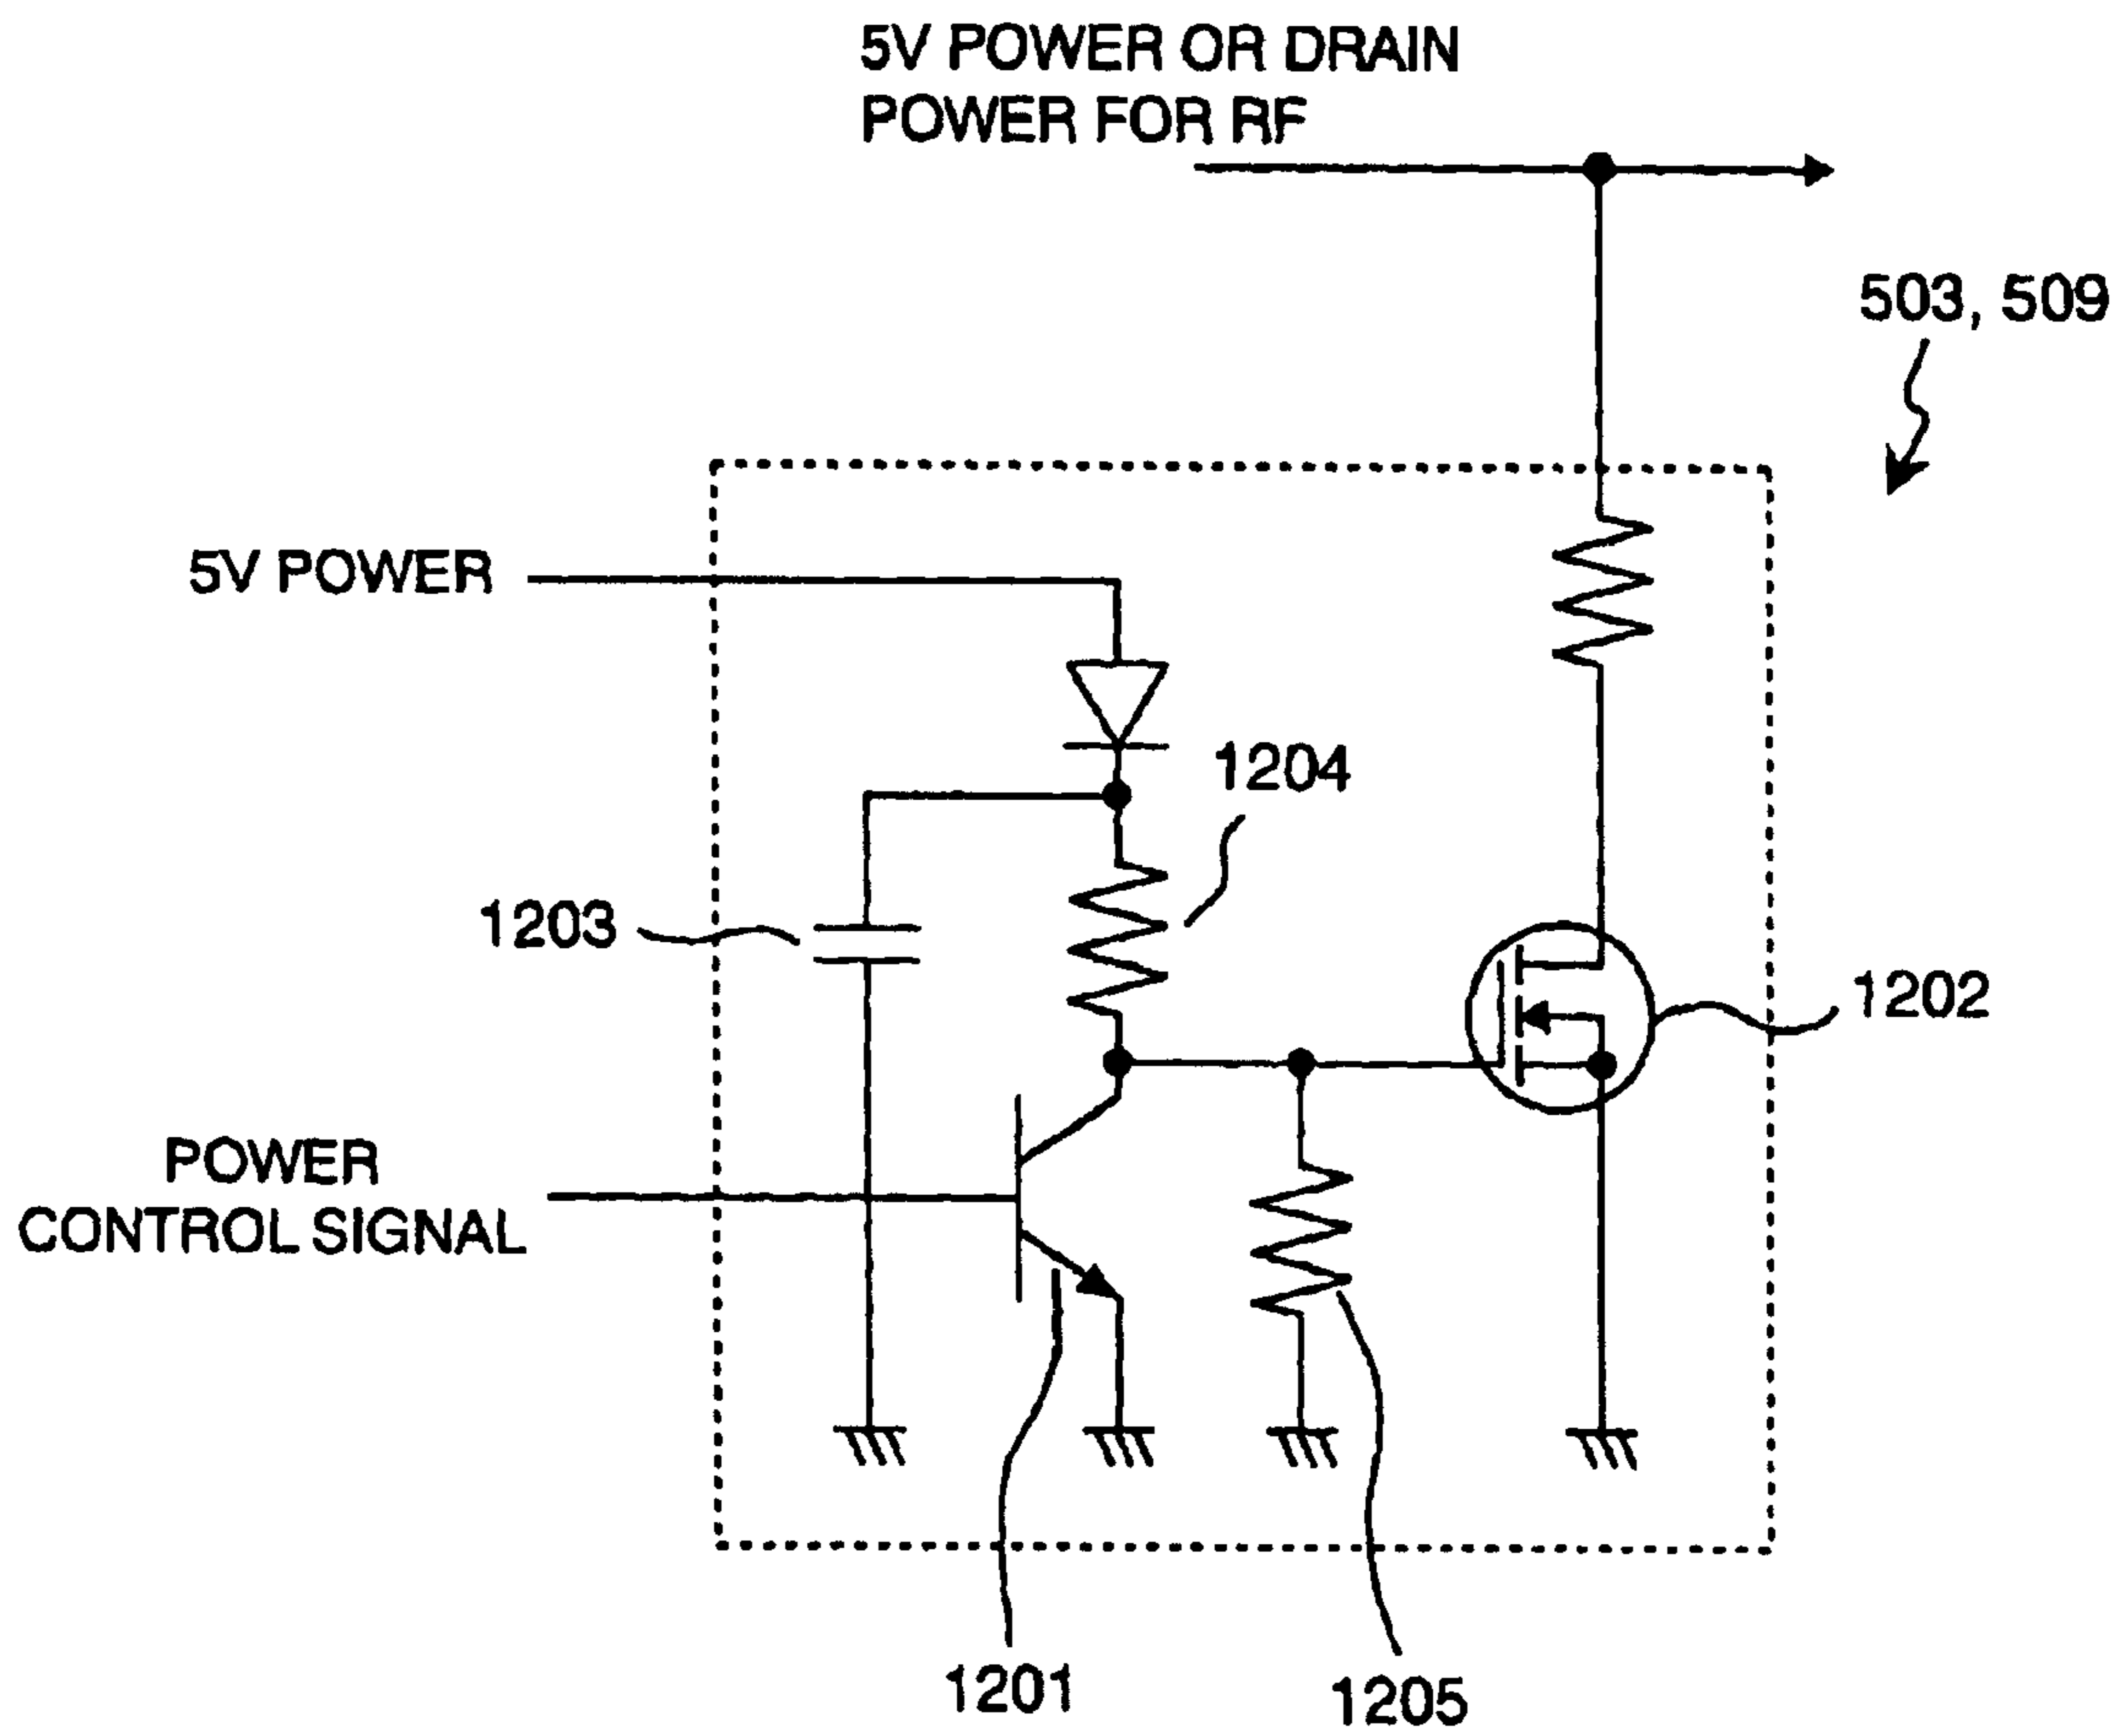 5V POWER OR DRAIN
POWER FOR RF
503, 509
5V POWER
1204
1203
1202
POWER
CONTROL SIGNAL
1201
1205